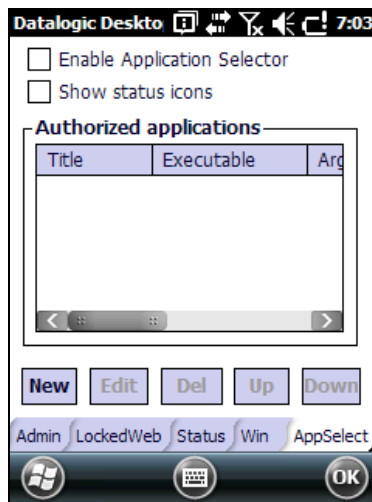 Datalogic Deskto 7:03
Enable Application Selector
Show status icons
Authorized applications
Title Executable Arg
New Edit Del Up Down
Admin LockedWeb Status Win AppSelect
OK